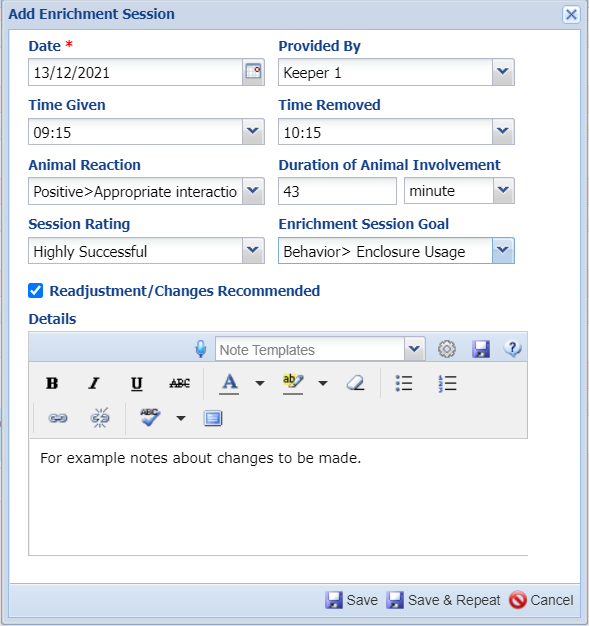 Add Enrichment Session
Date *
Provided By
13/12/2021
Keeper 1
Time Given
Time Removed
09:15
10:15
Animal Reaction
Duration of Animal Involvement
Positive>Appropriate interactio
43
minute
Session Rating
Enrichment Session Goal
Highly Successful
Behavior> Enclosure Usage
Readjustment/Changes Recommended
Details
Note Templates
B I U ABC A ab
ABC
For example notes about changes to be made.
Save Save & Repeat Cancel